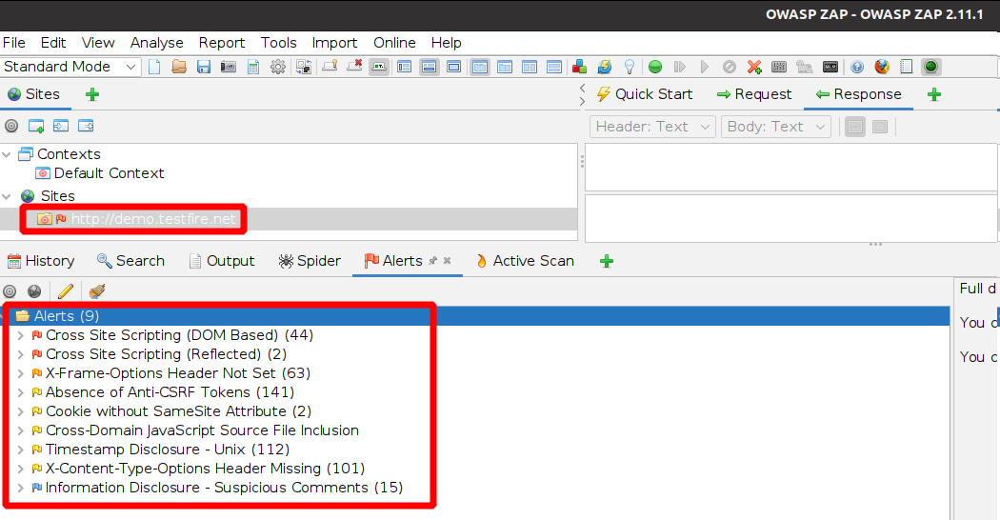 OWASP ZAP - OWASP ZAP 2.11.1
File Edit View Analyse Report Tools Import Online Help
Standard Mode
Sites
Quick Start Request Response
Header: Text Body: Text
Contexts
Default Context
Sites
http://demo.testfire.net
History Search Output Spider Alerts Active Scan
Full d
Alerts (9)
You c
Cross Site Scripting (DOM Based) (44)
Cross Site Scripting (Reflected) (2)
You c
X-Frame-Options Header Not Set (63)
Absence of Anti-CSRF Tokens (141)
Cookie without SameSite Attribute (2)
Cross-Domain JavaScript Source File Inclusion
Timestamp Disclosure - Unix (112)
X-Content-Type-Options Header Missing (101)
Information Disclosure - Suspicious Comments (15)